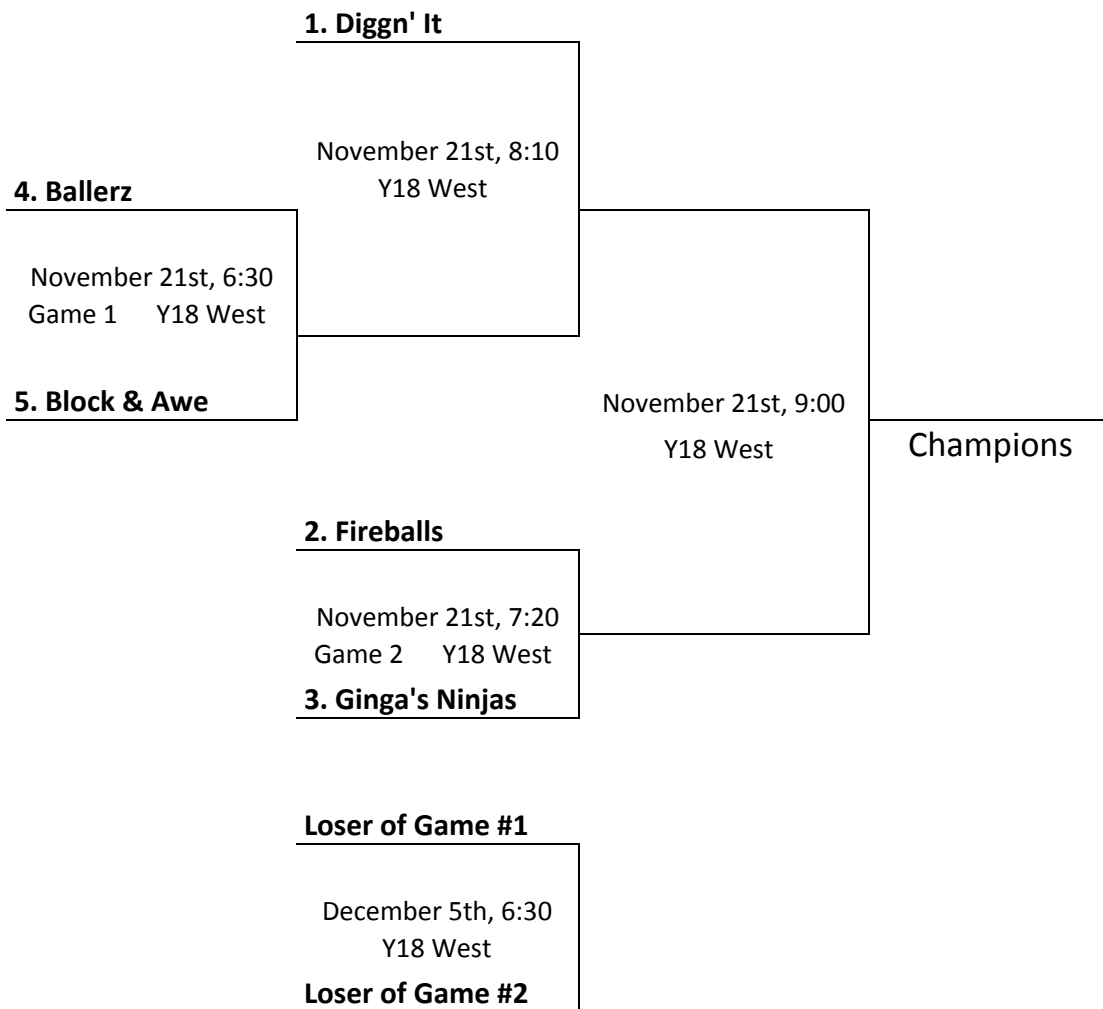 1. Diggn' It
November 21st, 8:10
Y18 West
4. Ballerz
November 21st, 6:30
Game 1 Y18 West
5. Block & Awe
November 21st, 9:00
Y18 West
Champions
2. Fireballs
November 21st, 7:20
Game 2 Y18 West
3. Ginga's Ninjas
Loser of Game #1
December 5th, 6:30
Y18 West
Loser of Game #2